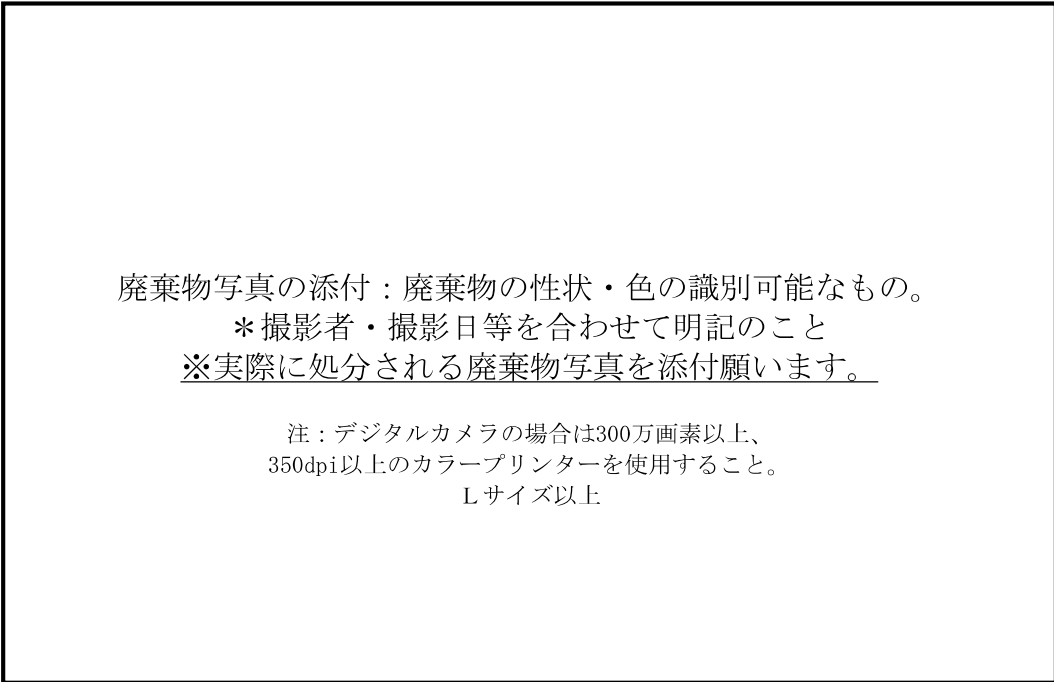 廃棄物写真の添付：廃棄物の性状・色の識別可能なもの。
＊撮影者・撮影日等を合わせて明記のこと
※実際に処分される廃棄物写真を添付願います。
注：デジタルカメラの場合は300万画素以上、
350dpi以上のカラープリンターを使用すること。
Ｌサイズ以上